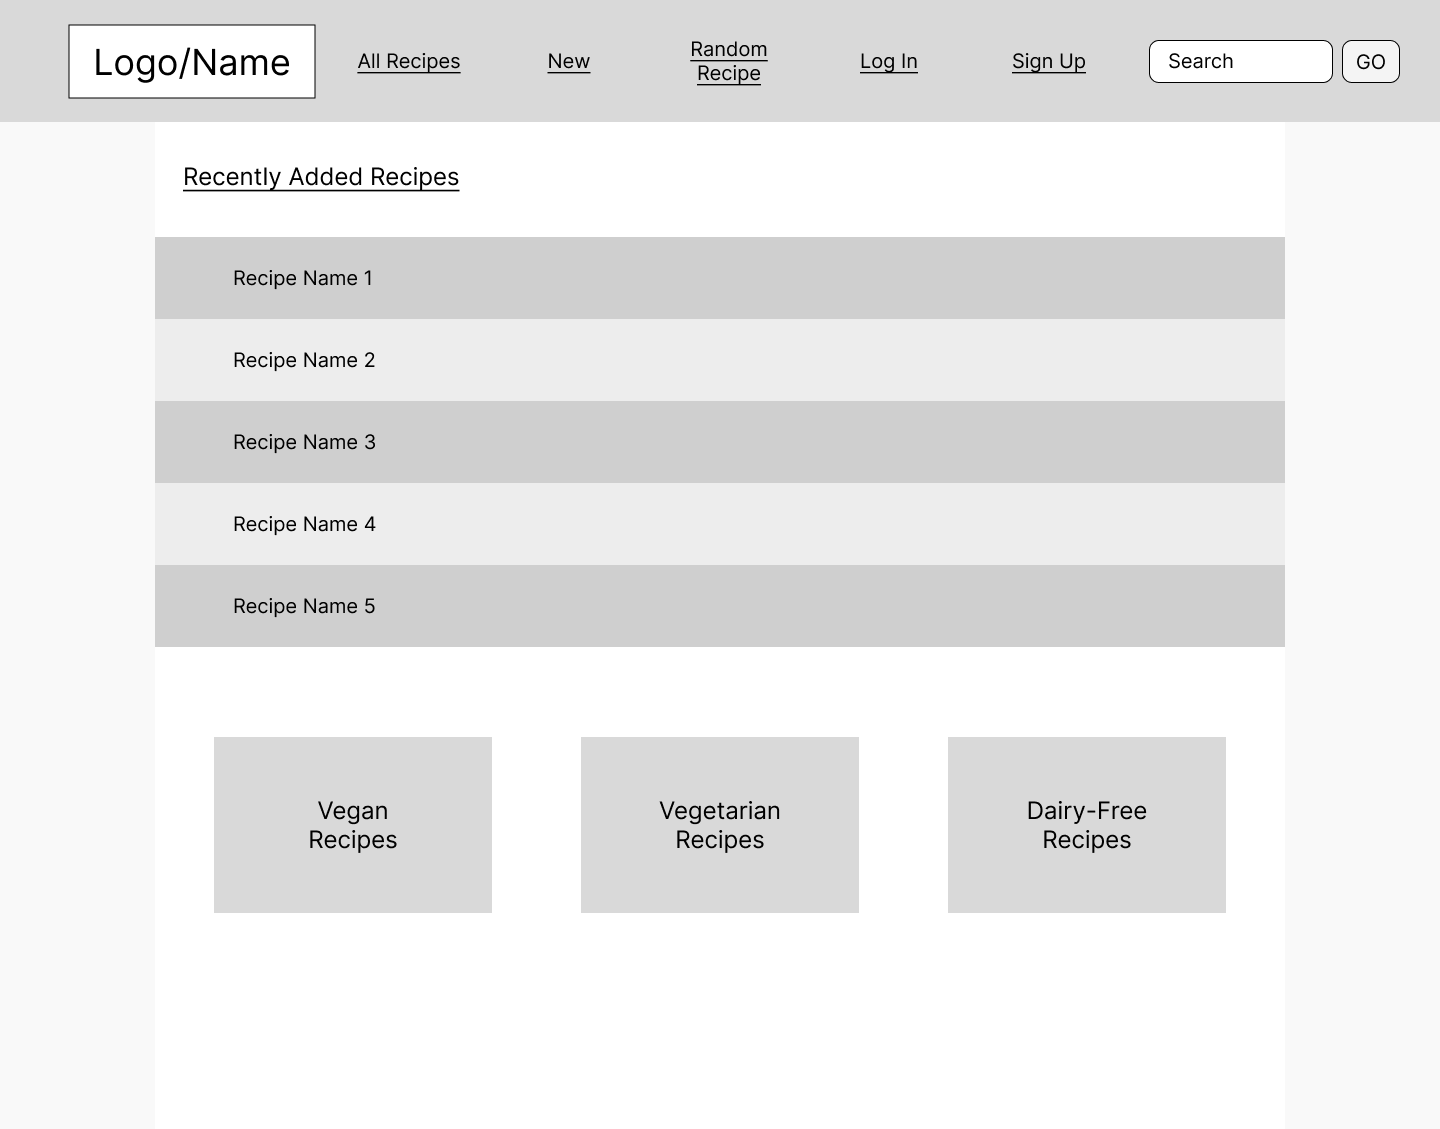 Logo/Name
All Recipes
New
Random
Recipe
Log In
Sign Up
Search
GO
Recently Added Recipes
Recipe Name 1
Recipe Name 2
Recipe Name 3
Recipe Name 4
Recipe Name 5
Vegan
Recipes
Vegetarian
Recipes
Dairy-Free
Recipes